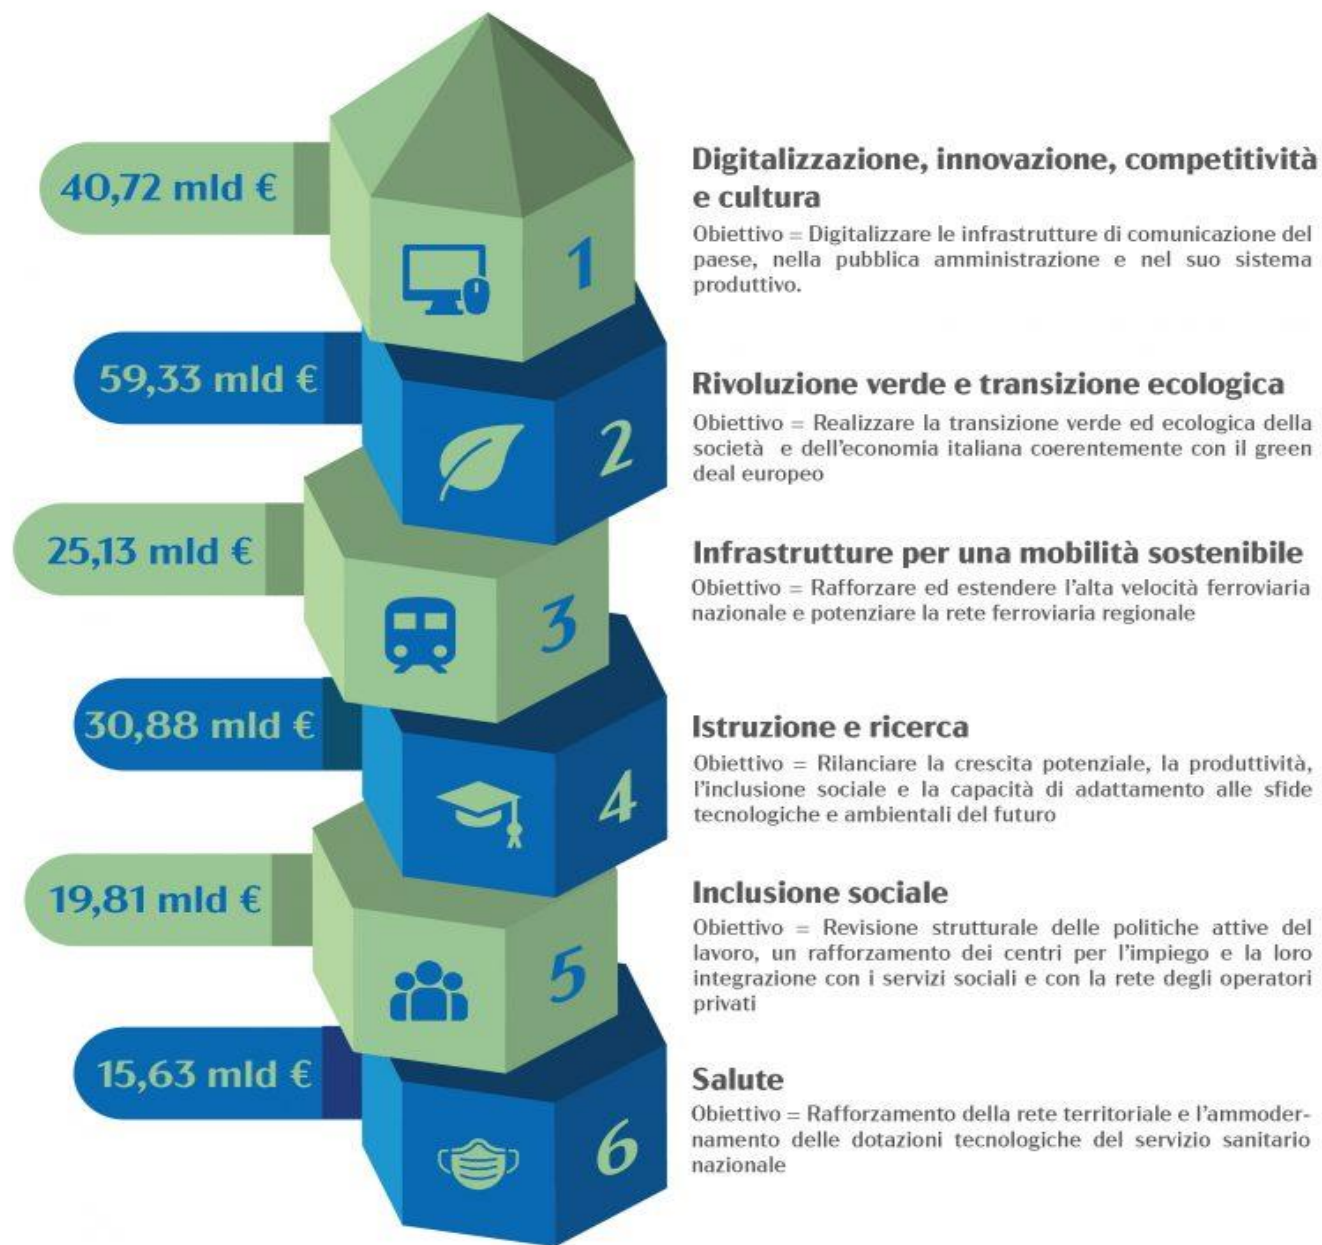 40,72 mld €
1
Digitalizzazione, innovazione, competitività
e cultura
Obiettivo = Digitalizzare le infrastrutture di comunicazione del
paese, nella pubblica amministrazione e nel suo sistema
produttivo.
59,33 mld €
2
Rivoluzione verde e transizione ecologica
Obiettivo = Realizzare la transizione verde ed ecologica della
società e dell'economia italiana coerentemente con il green
deal europeo
25,13 mld €
3
Infrastrutture per una mobilità sostenibile
Obiettivo = Rafforzare ed estendere l'alta velocità ferroviaria
nazionale e potenziare la rete ferroviaria regionale
30,88 mld €
4
Istruzione e ricerca
Obiettivo = Rilanciare la crescita potenziale, la produttività,
l'inclusione sociale e la capacità di adattamento alle sfide
tecnologiche e ambientali del futuro
19,81 mld €
5
Inclusione sociale
Obiettivo = Revisione strutturale delle politiche attive del
lavoro, un rafforzamento dei centri per l'impiego e la loro
integrazione con i servizi sociali e con la rete degli operatori
privati
15,63 mld €
6
Salute
Obiettivo = Rafforzamento della rete territoriale e l'ammoder-
namento delle dotazioni tecnologiche del servizio sanitario
nazionale